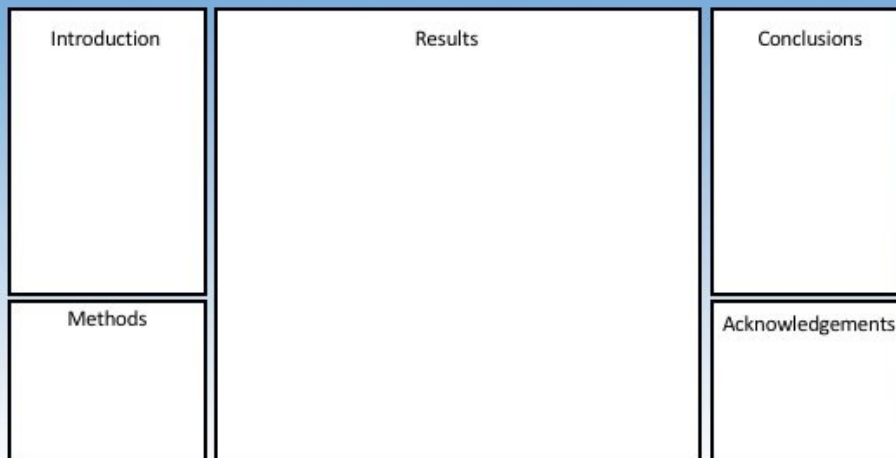 Introduction
Methods
Results
Conclusions
Acknowledgements